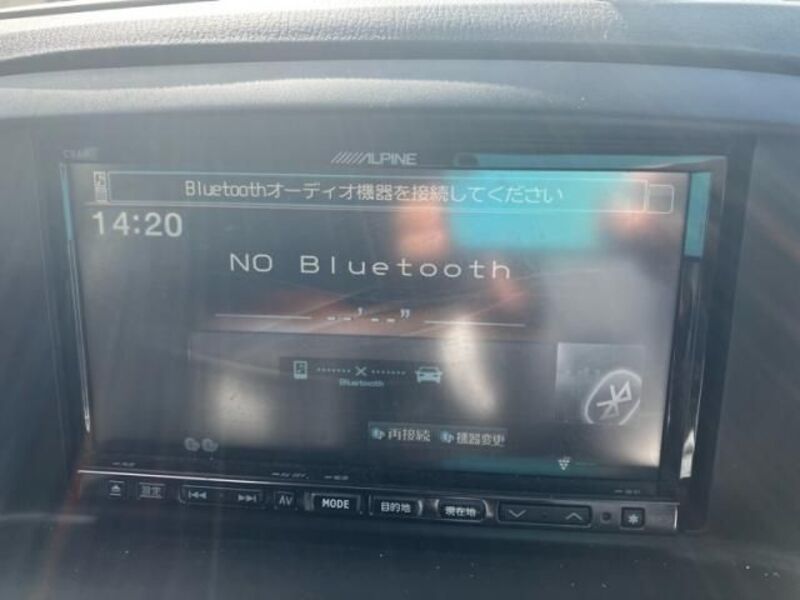 ALPINE
Bluetoothオーディオ機器を接続してください
14:20
NO Bluetooth
--'--"
Bluetooth
再接続 機器変更
設定 AV MODE 目的地 現在地